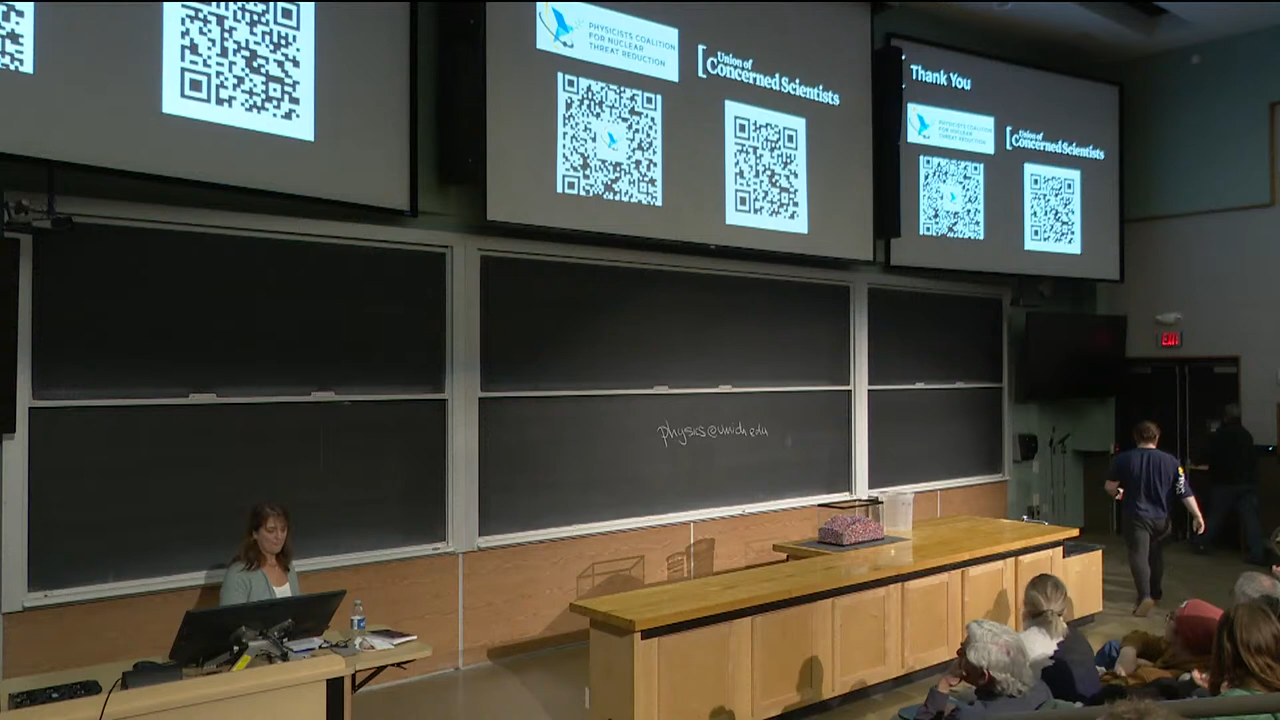 PHYSICISTS COALITION
FOR NUCLEAR
THREAT REDUCTION
Union of
Concerned Scientists
Thank You
PHYSICISTS COALITION
FOR NUCLEAR
THREAT REDUCTION
Union of
Concerned Scientists
EXIT
physics@umich.edu